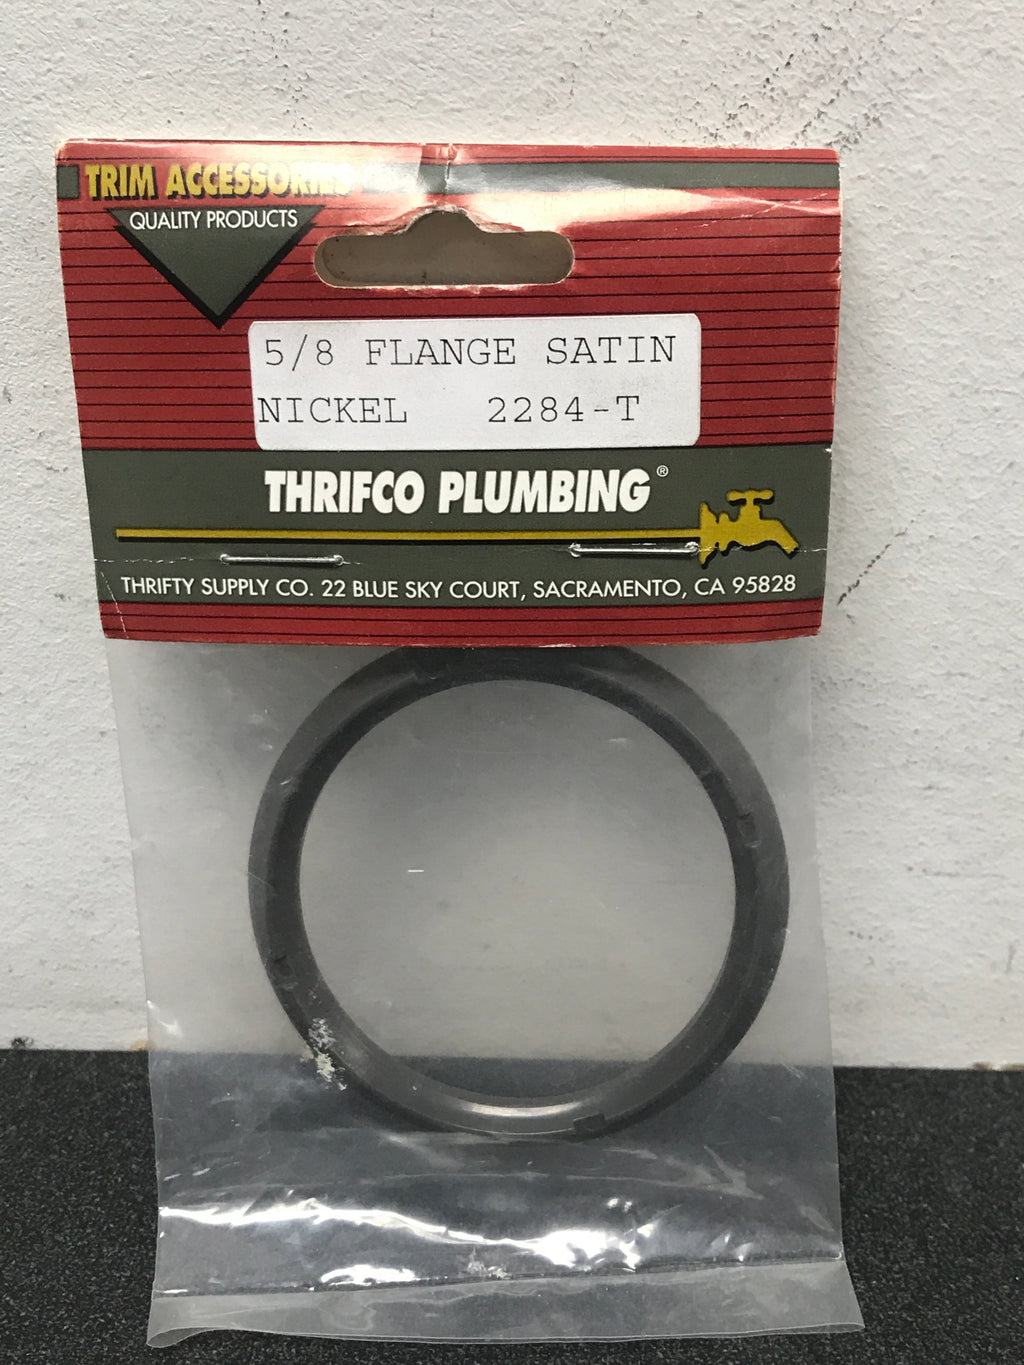 TRIM ACCESSORIES
QUALITY PRODUCTS
5/8 FLANGE SATIN
NICKEL 2284-T
THRIFCO PLUMBING®
THRIFTY SUPPLY CO. 22 BLUE SKY COURT, SACRAMENTO, CA 95828